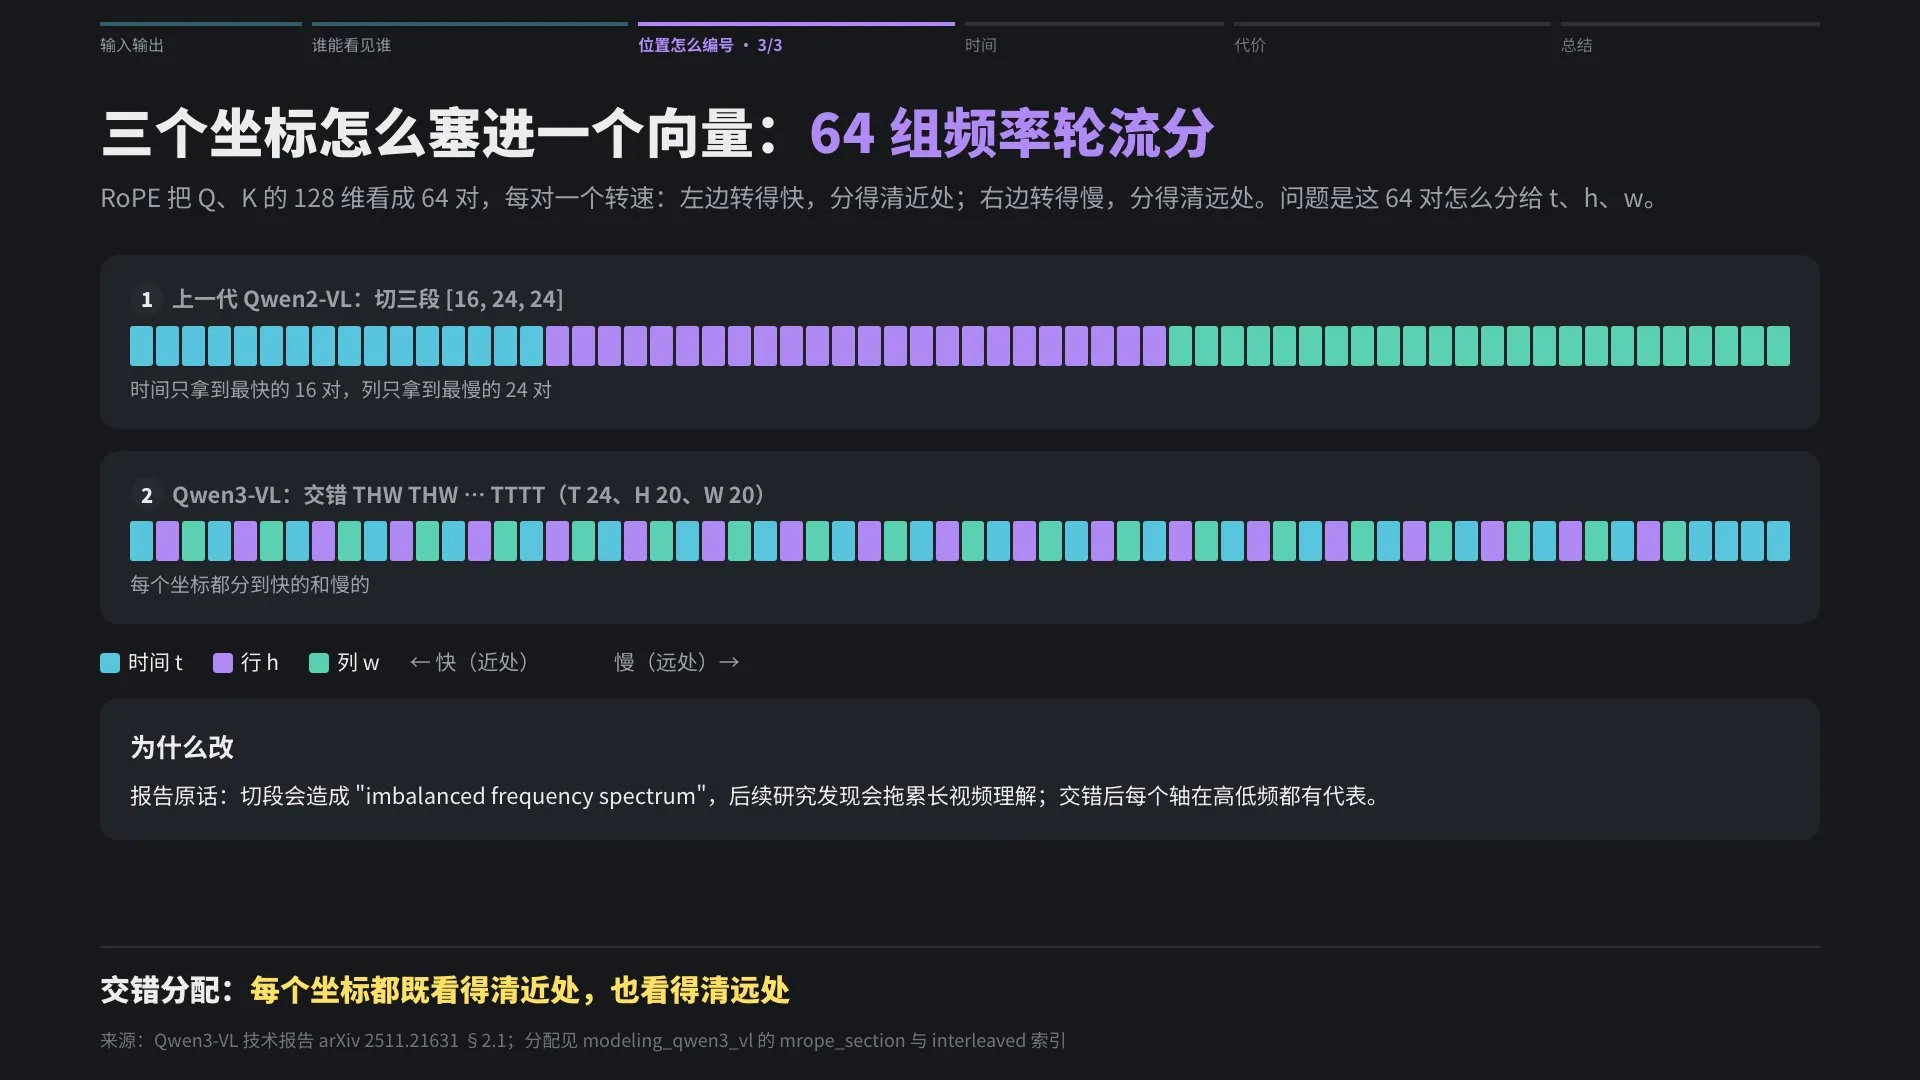 输入输出
谁能看见谁
位置怎么编号 · 3/3
时间
代价
总结
三个坐标怎么塞进一个向量：64 组频率轮流分
RoPE 把 Q、K 的 128 维看成 64 对，每对一个转速：左边转得快，分得清近处；右边转得慢，分得清远处。问题是这 64 对怎么分给 t、h、w。
1 上一代 Qwen2-VL：切三段 [16, 24, 24]
时间只拿到最快的 16 对，列只拿到最慢的 24 对
2 Qwen3-VL：交错 THW THW ··· TTTT（T 24、H 20、W 20）
每个坐标都分到快的和慢的
时间 t 行 h 列 w ← 快（近处） 慢（远处）→
为什么改
报告原话：切段会造成 "imbalanced frequency spectrum"，后续研究发现会拖累长视频理解；交错后每个轴在高低频都有代表。
交错分配：每个坐标都既看得清近处，也看得清远处
来源：Qwen3-VL 技术报告 arXiv 2511.21631 §2.1；分配见 modeling_qwen3_vl 的 mrope_section 与 interleaved 索引